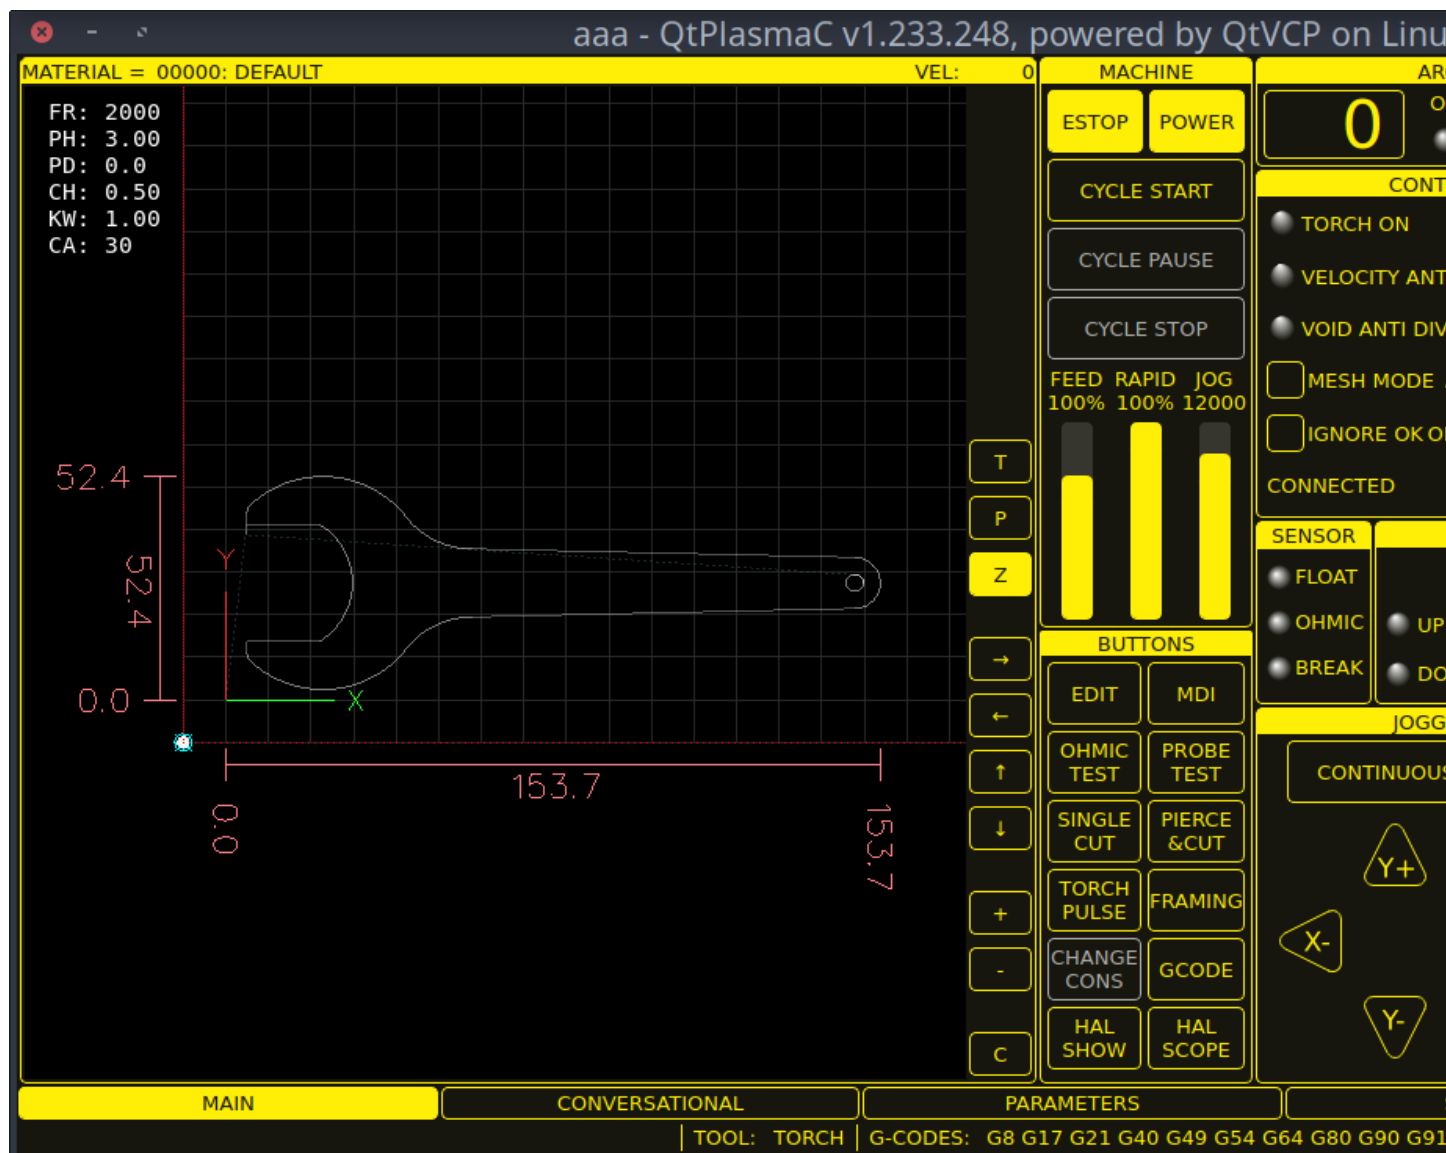 aaa - QtPlasmaC v1.233.248, powered by QtVCP on Linu
MATERIAL = 00000: DEFAULT VEL: 0
FR: 2000
PH: 3.00
PD: 0.0
CH: 0.50
KW: 1.00
CA: 30
52.4
52.4
0.0
Y
X
153.7
0.0
153.7
T
P
Z
→
←
↑
↓
+
-
C
MACHINE
ESTOP POWER
CYCLE START
CYCLE PAUSE
CYCLE STOP
FEED RAPID JOG
100% 100% 12000
BUTTONS
EDIT MDI
OHMIC TEST
PROBE TEST
SINGLE CUT
PIERCE &CUT
TORCH PULSE
FRAMING
CHANGE CONS
GCODE
HAL SHOW
HAL SCOPE
AR
0
O
CONT
TORCH ON
VELOCITY ANT
VOID ANTI DIV
MESH MODE
IGNORE OK O
CONNECTED
SENSOR
FLOAT
OHMIC
BREAK
UP
DO
JOGG
CONTINUOUS
Y+
X-
Y-
MAIN CONVERSATIONAL PARAMETERS
TOOL: TORCH G-CODES: G8 G17 G21 G40 G49 G54 G64 G80 G90 G91